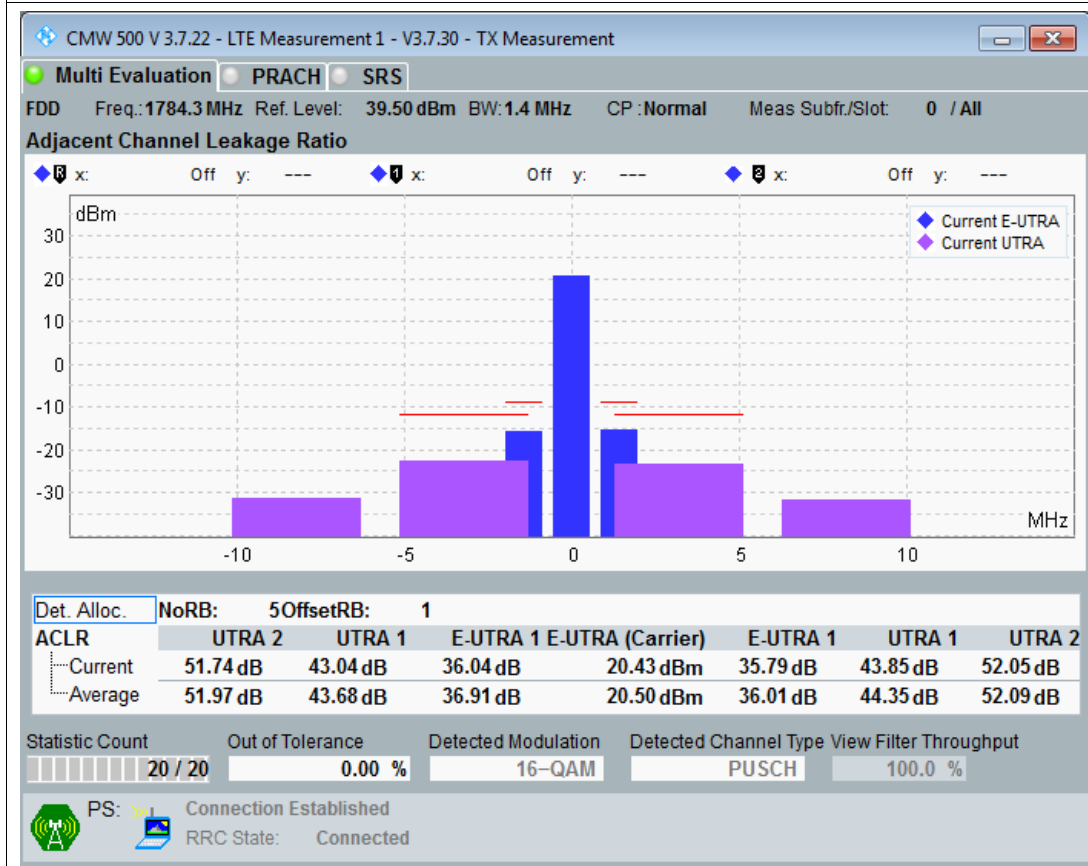 CMW 500 V 3.7.22 - LTE Measurement 1 - V3.7.30 - TX Measurement
Multi Evaluation PRACH SRS
FDD Freq.: 1784.3 MHz Ref. Level: 39.50 dBm BW: 1.4 MHz CP : Normal Meas Subfr./Slot: 0 / All
Adjacent Channel Leakage Ratio
R x: Off y: --- 1 x: Off y: --- 2 x: Off y: ---
dBm
Current E-UTRA
Current UTRA
30
20
10
0
-10
-20
-30
MHz
-10 -5 0 5 10
Det. Alloc. NoRB: 5 OffsetRB: 1
ACLR UTRA 2 UTRA 1 E-UTRA 1 E-UTRA (Carrier) E-UTRA 1 UTRA 1 UTRA 2
Current 51.74 dB 43.04 dB 36.04 dB 20.43 dBm 35.79 dB 43.85 dB 52.05 dB
Average 51.97 dB 43.68 dB 36.91 dB 20.50 dBm 36.01 dB 44.35 dB 52.09 dB
Statistic Count Out of Tolerance Detected Modulation Detected Channel Type View Filter Throughput
20 / 20 0.00 % 16-QAM PUSCH 100.0 %
PS: Connection Established
RRC State: Connected